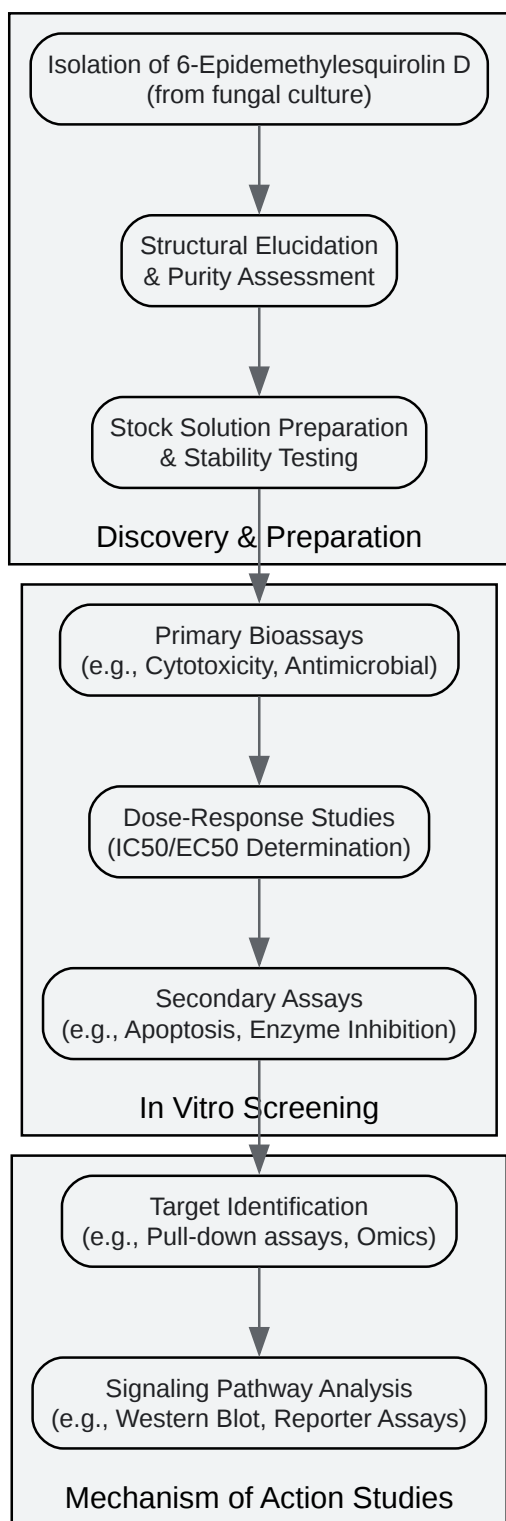 Isolation of 6-Epidemethylesquirolin D
(from fungal culture)
Structural Elucidation
& Purity Assessment
Stock Solution Preparation
& Stability Testing
Discovery & Preparation
Primary Bioassays
(e.g., Cytotoxicity, Antimicrobial)
Dose-Response Studies
(IC50/EC50 Determination)
Secondary Assays
(e.g., Apoptosis, Enzyme Inhibition)
In Vitro Screening
Target Identification
(e.g., Pull-down assays, Omics)
Signaling Pathway Analysis
(e.g., Western Blot, Reporter Assays)
Mechanism of Action Studies